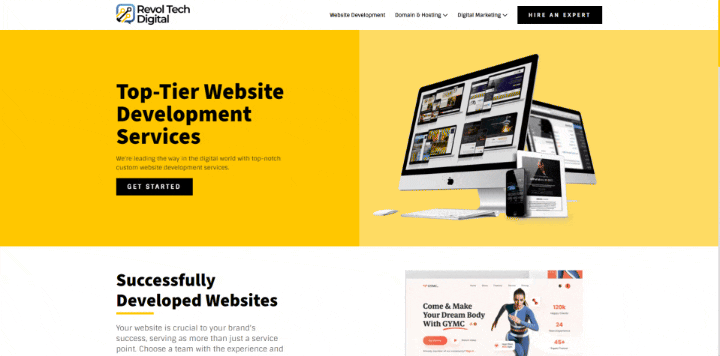 Revol Tech
Digital
Website Development
Domain & Hosting
Digital Marketing
HIRE AN EXPERT
Top-Tier Website
Development
Services
We're leading the way in the digital world with top-notch
custom website development services.
GET STARTED
Successfully
Developed Websites
Your website is crucial to your brand's
success, serving as more than just a service
point. Choose a team with the experience and
Come & Make
Your Dream Body
With GYMC
120k
24
45+